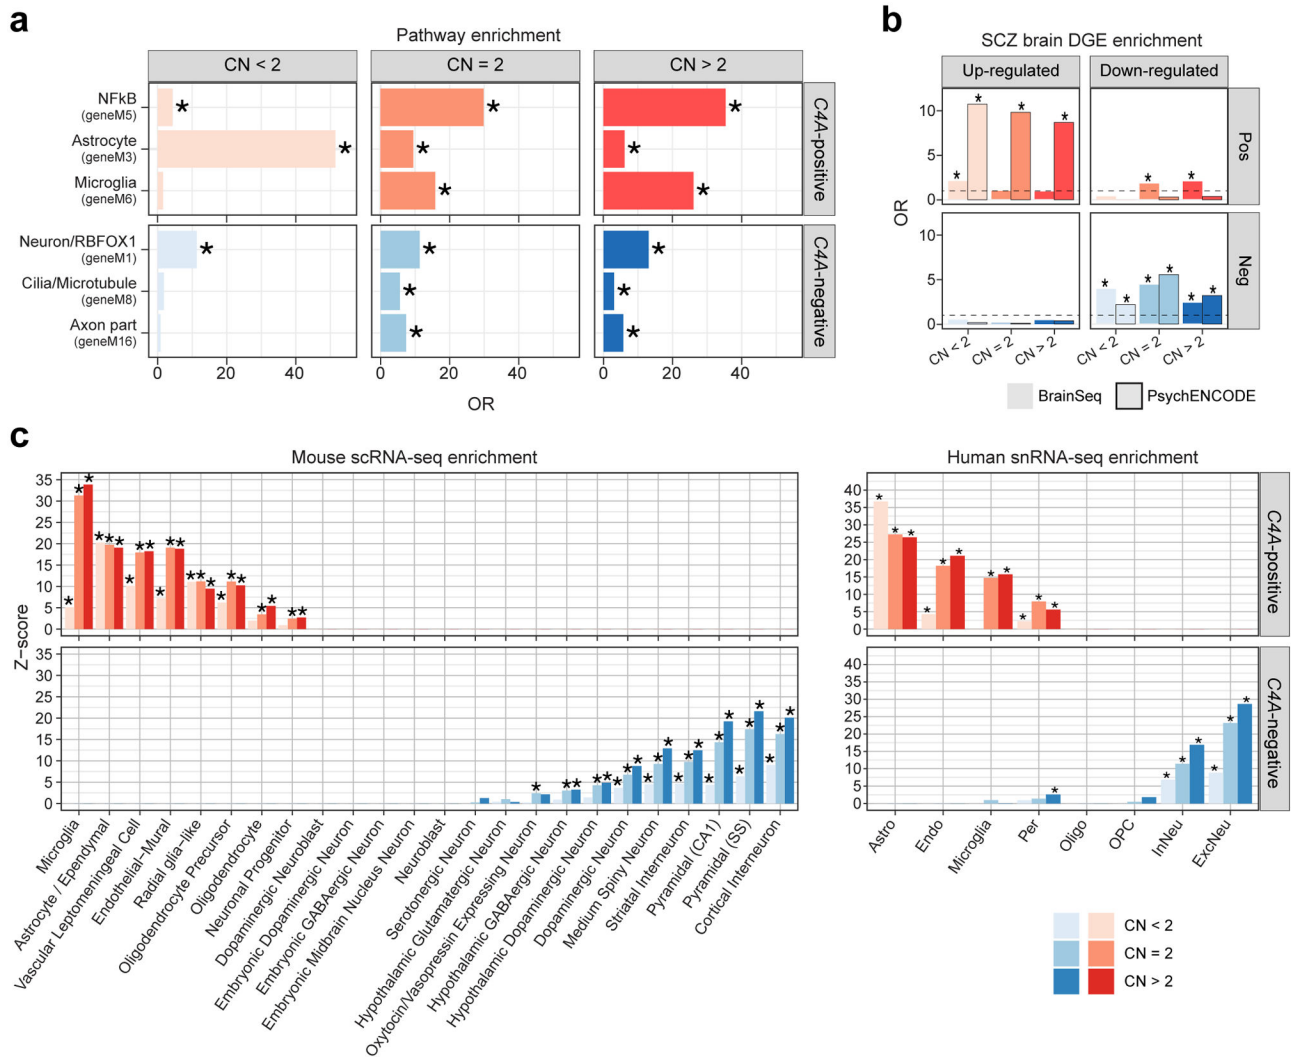 a
Pathway enrichment
CN < 2
CN = 2
CN > 2
NFkB
(geneM5)
Astrocyte
(geneM3)
Microglia
(geneM6)
C4A-positive
Neuron/RBFOX1
(geneM1)
Cilia/Microtubule
(geneM8)
Axon part
(geneM16)
C4A-negative
0 20 40
0 20 40
0 20 40
OR
b
SCZ brain DGE enrichment
Up-regulated
Down-regulated
10
5
0
Pos
OR
10
5
0
Neg
CN < 2
CN = 2
CN > 2
CN < 2
CN = 2
CN > 2
BrainSeq
PsychENCODE
c
Mouse scRNA-seq enrichment
35
30
25
20
15
10
5
0
Z−score
35
30
25
20
15
10
5
0
Microglia
Astrocyte / Ependymal
Vascular Leptomeningeal Cell
Endothelial−Mural
Radial glia−like
Oligodendrocyte Precursor
Oligodendrocyte
Neuronal Progenitor
Dopaminergic Neuroblast
Embryonic Dopaminergic Neuron
Embryonic GABAergic Neuron
Embryonic Midbrain Nucleus Neuron
Neuroblast
Serotonergic Neuron
Hypothalamic Glutamatergic Neuron
Oxytocin/Vasopressin Expressing Neuron
Hypothalamic GABAergic Neuron
Hypothalamic Dopaminergic Neuron
Dopaminergic Neuron
Medium Spiny Neuron
Striatal Interneuron
Pyramidal (CA1)
Pyramidal (SS)
Cortical Interneuron
Human snRNA-seq enrichment
40
35
30
25
20
15
10
5
0
C4A-positive
40
35
30
25
20
15
10
5
0
C4A-negative
Astro
Endo
Microglia
Per
Oligo
OPC
InNeu
ExcNeu
CN < 2
CN = 2
CN > 2